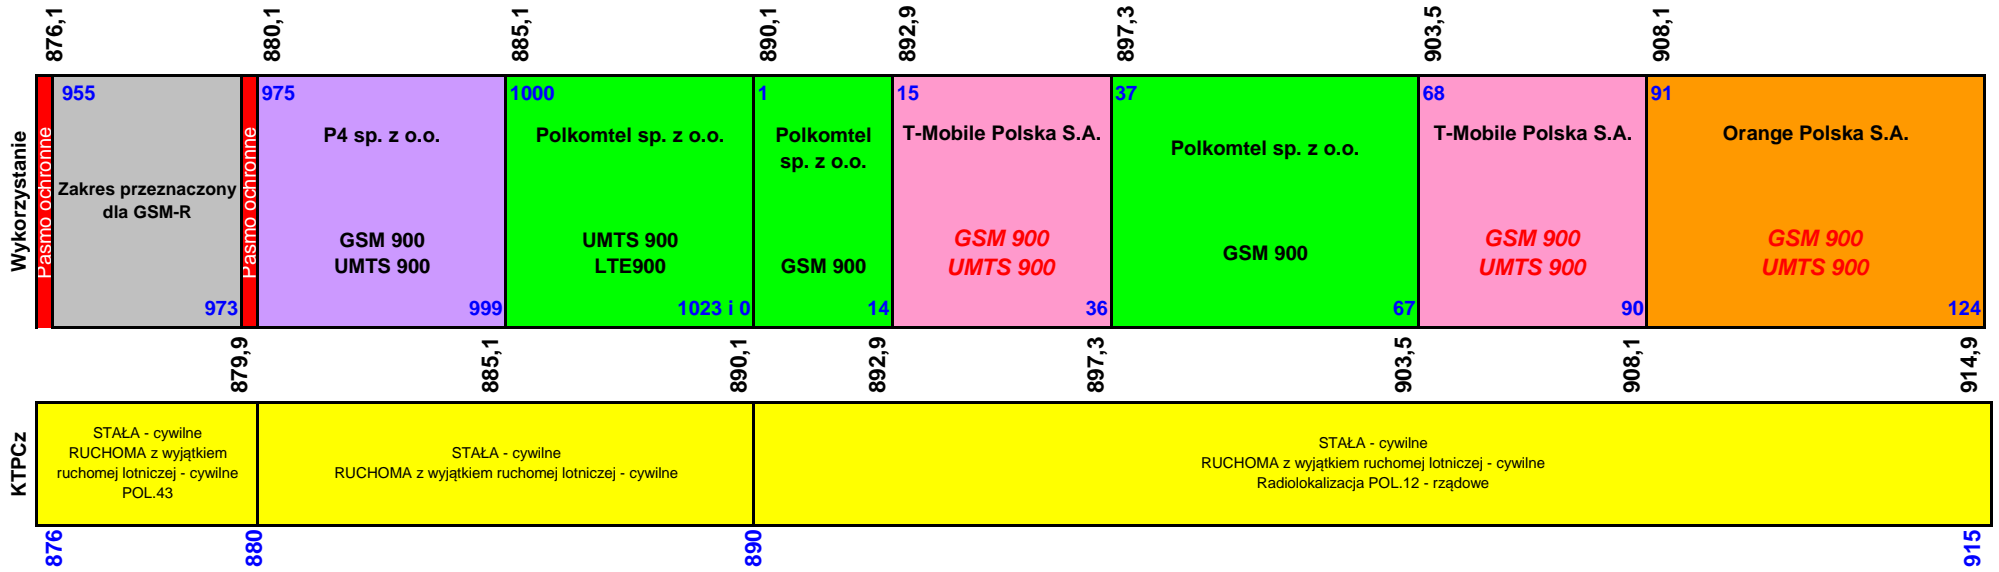 876,1
880,1
885,1
890,1
892,9
897,3
903,5
908,1
Wykorzystanie
Pasmo ochronne
955
Zakres przeznaczony
dla GSM-R
973
Pasmo ochronne
975
P4 sp. z o.o.
GSM 900
UMTS 900
999
1000
Polkomtel sp. z o.o.
UMTS 900
LTE900
1023 i 0
1
Polkomtel
sp. z o.o.
GSM 900
14
15
T-Mobile Polska S.A.
GSM 900
UMTS 900
36
37
Polkomtel sp. z o.o.
GSM 900
67
68
T-Mobile Polska S.A.
GSM 900
UMTS 900
90
91
Orange Polska S.A.
GSM 900
UMTS 900
124
879,9
885,1
890,1
892,9
897,3
903,5
908,1
914,9
KTPCz
STAŁA - cywilne
RUCHOMA z wyjątkiem
ruchomej lotniczej - cywilne
POL.43
STAŁA - cywilne
RUCHOMA z wyjątkiem ruchomej lotniczej - cywilne
STAŁA - cywilne
RUCHOMA z wyjątkiem ruchomej lotniczej - cywilne
Radiolokalizacja POL.12 - rządowe
876
880
890
915